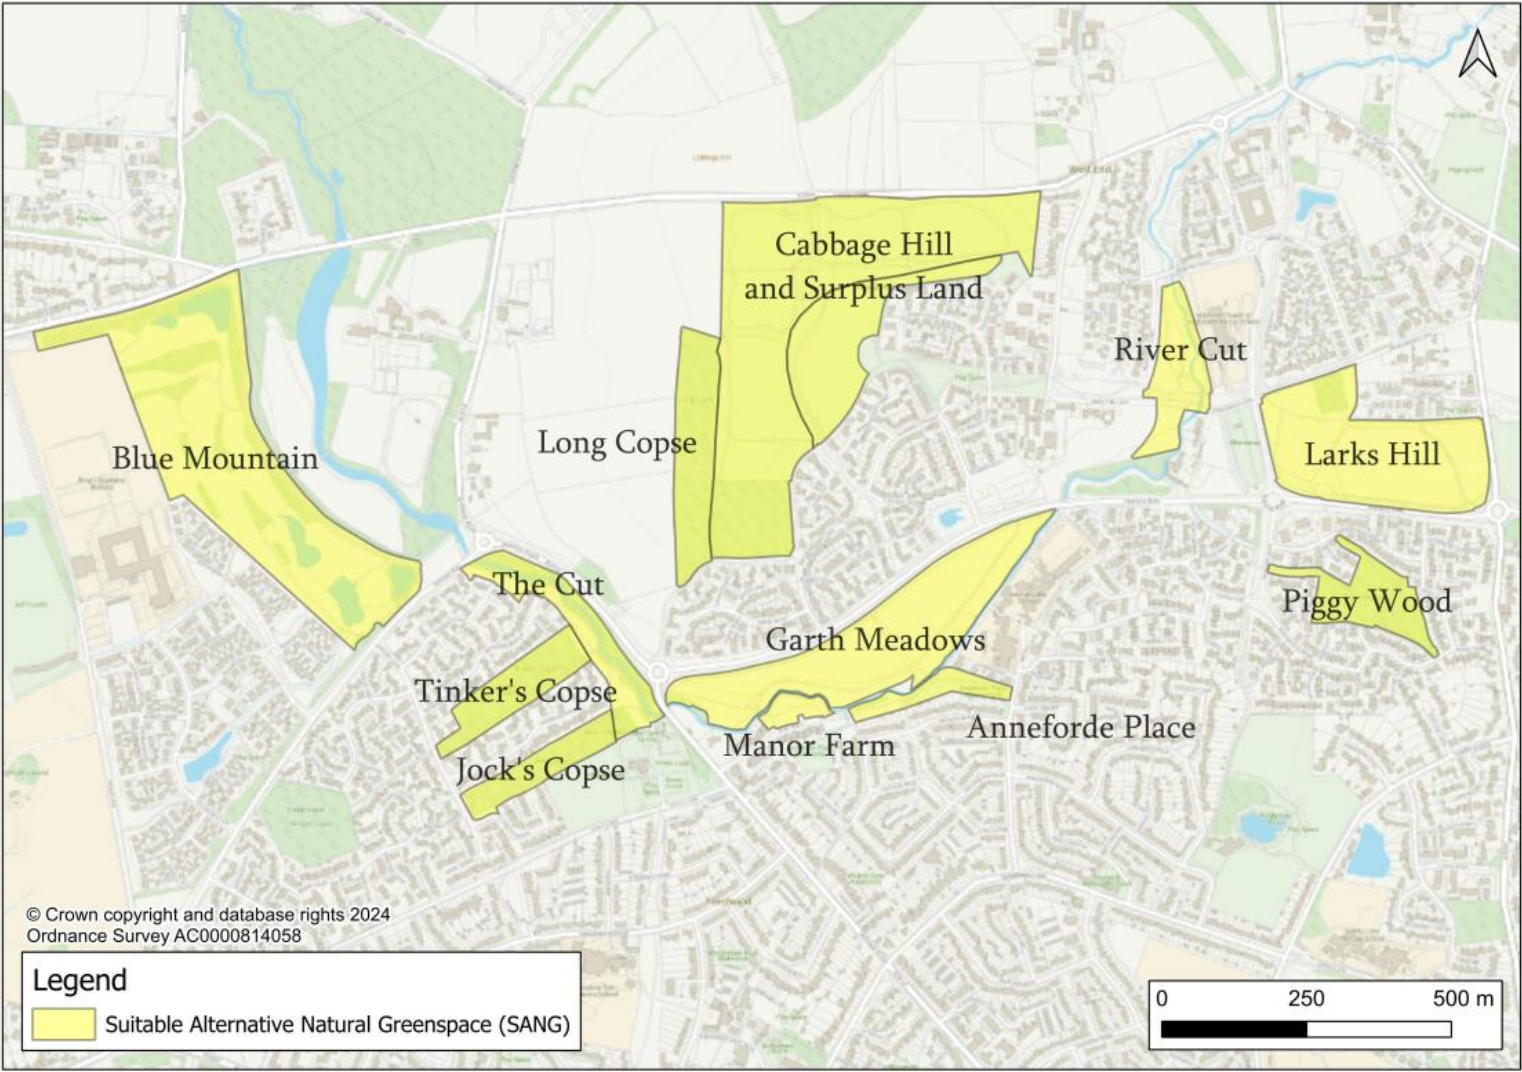 West End
Cabbage Hill
and Surplus Land
River Cut
Long Copse
Blue Mountain
Larks Hill
The Cut
Piggy Wood
Garth Meadows
Tinker's Copse
Anneforde Place
Manor Farm
Jock's Copse
© Crown copyright and database rights 2024
Ordnance Survey AC0000814058
Legend
Suitable Alternative Natural Greenspace (SANG)
0 250 500 m